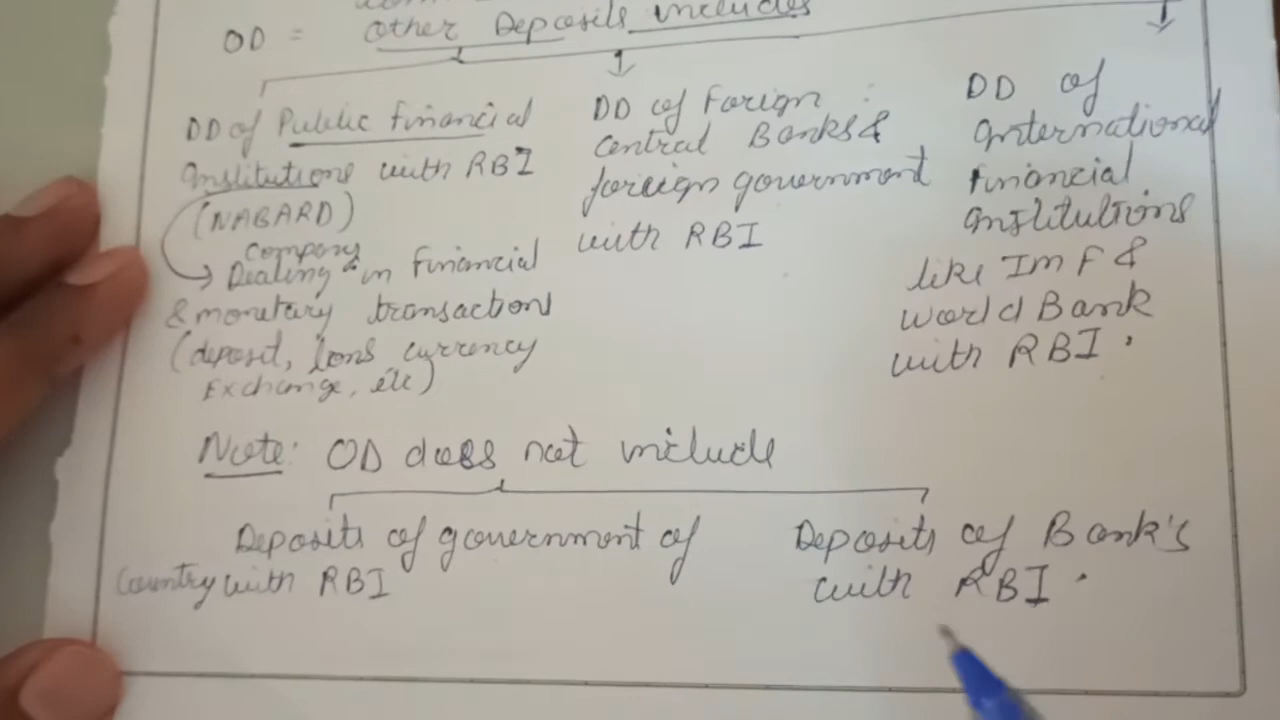 OD = Other Deposits includes
DD of Public Financial
Institutions with RBI
(NABARD)
Company
Dealing in Financial
& monetary transactions
(deposit, lons currency
Exchange, etc)
DD of Forign
Central Banks &
foreign government
with RBI
DD of
International
Financial
Institutions
like ImF &
World Bank
with RBI.
Note: OD does not include
Deposits of government of
Country with RBI
Deposits of Bank's
with RBI.